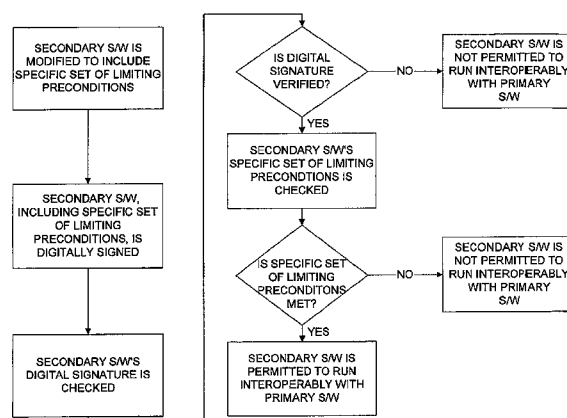 SECONDARY S/W IS
MODIFIED TO INCLUDE
SPECIFIC SET OF LIMITING
PRECONDITIONS
SECONDARY S/W,
INCLUDING SPECIFIC SET
OF LIMITING
PRECONDITIONS, IS
DIGITALLY SIGNED
SECONDARY S/W'S
DIGITAL SIGNATURE IS
CHECKED
IS DIGITAL
SIGNATURE
VERIFIED?
NO
SECONDARY S/W IS
NOT PERMITTED TO
RUN INTEROPERABLY
WITH PRIMARY
S/W
YES
SECONDARY S/W'S
SPECIFIC SET OF LIMITING
PRECONDTIONS IS
CHECKED
IS SPECIFIC SET
OF LIMITING
PRECONDITONS
MET?
NO
SECONDARY S/W IS
NOT PERMITTED TO
RUN INTEROPERABLY
WITH PRIMARY
S/W
YES
SECONDARY S/W IS
PERMITTED TO RUN
INTEROPERABLY WITH
PRIMARY S/W